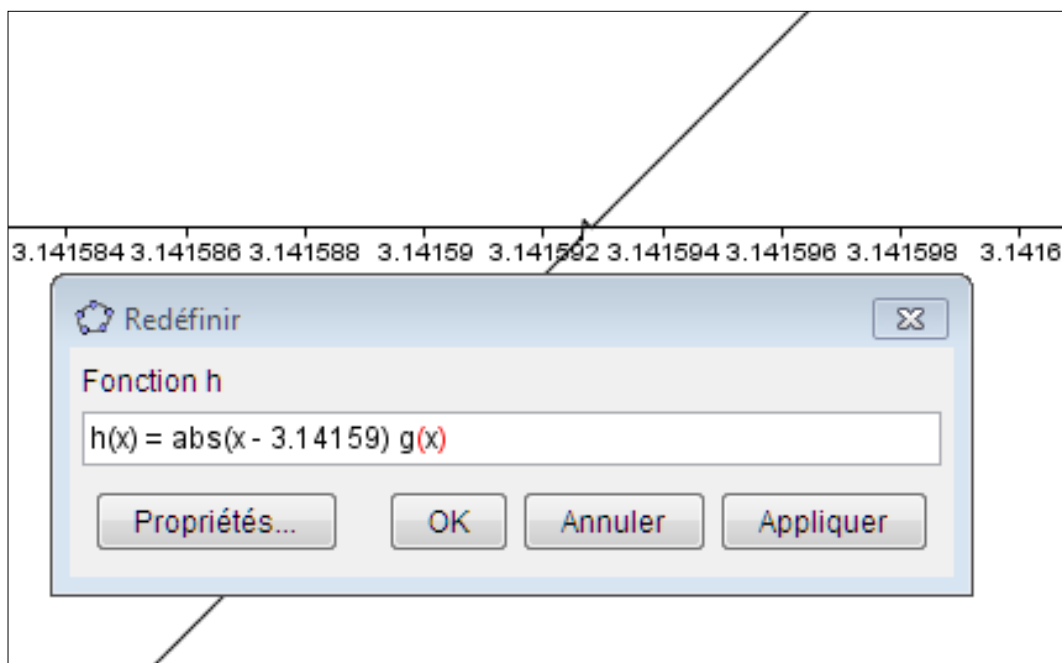 3.141584 3.141586 3.141588 3.14159 3.141592 3.141594 3.141596 3.141598 3.1416
Redéfinir
Fonction h
h(x) = abs(x - 3.14159) g(x)
Propriétés... OK Annuler Appliquer